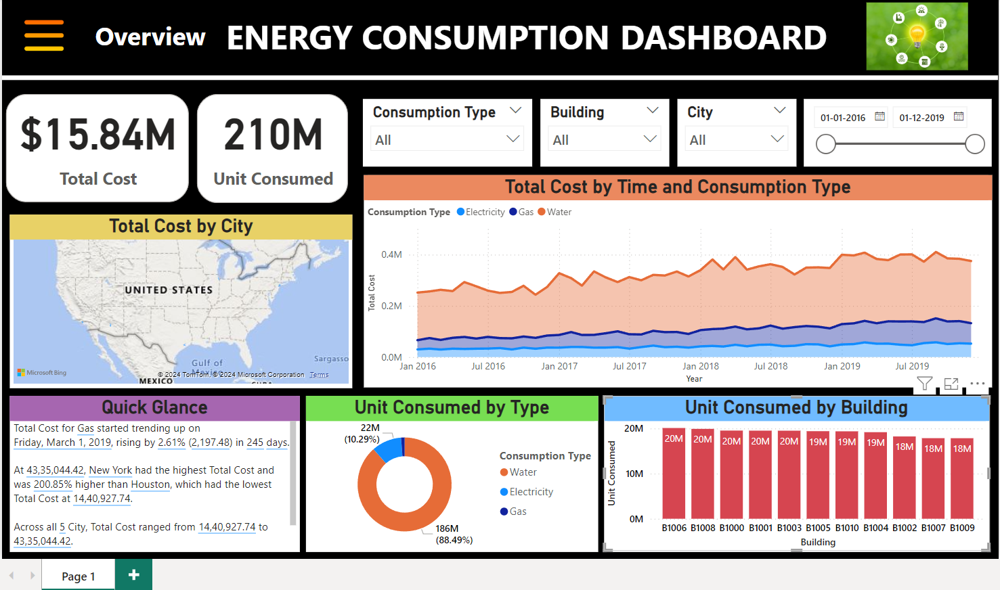 Overview ENERGY CONSUMPTION DASHBOARD
$15.84M
Total Cost
210M
Unit Consumed
Consumption Type
All
Building
All
City
All
01-01-2016 01-12-2019
Total Cost by City
UNITED STATES
Gulf of
Sargasso
Microsoft Bing
© 2024 TomTom, © 2024 Microsoft Corporation Terms
MEXICO
Total Cost by Time and Consumption Type
Consumption Type Electricity Gas Water
Total Cost
0.4M
0.2M
0.0M
Jan 2016 Jul 2016 Jan 2017 Jul 2017 Jan 2018 Jul 2018 Jan 2019 Jul 2019
Year
Quick Glance
Total Cost for Gas started trending up on
Friday, March 1, 2019, rising by 2.61% (2,197.48) in 245 days.
At 43,35,044.42, New York had the highest Total Cost and
was 200.85% higher than Houston, which had the lowest
Total Cost at 14,40,927.74.
Across all 5 City, Total Cost ranged from 14,40,927.74 to
43,35,044.42.
Unit Consumed by Type
22M
(10.29%)
186M
(88.49%)
Consumption Type
Water
Electricity
Gas
Unit Consumed by Building
Unit Consumed
20M
10M
0M
20M 20M 20M 20M 20M 19M 19M 19M 18M 18M 18M
B1006 B1008 B1000 B1001 B1003 B1005 B1010 B1004 B1002 B1007 B1009
Building
Page 1
+